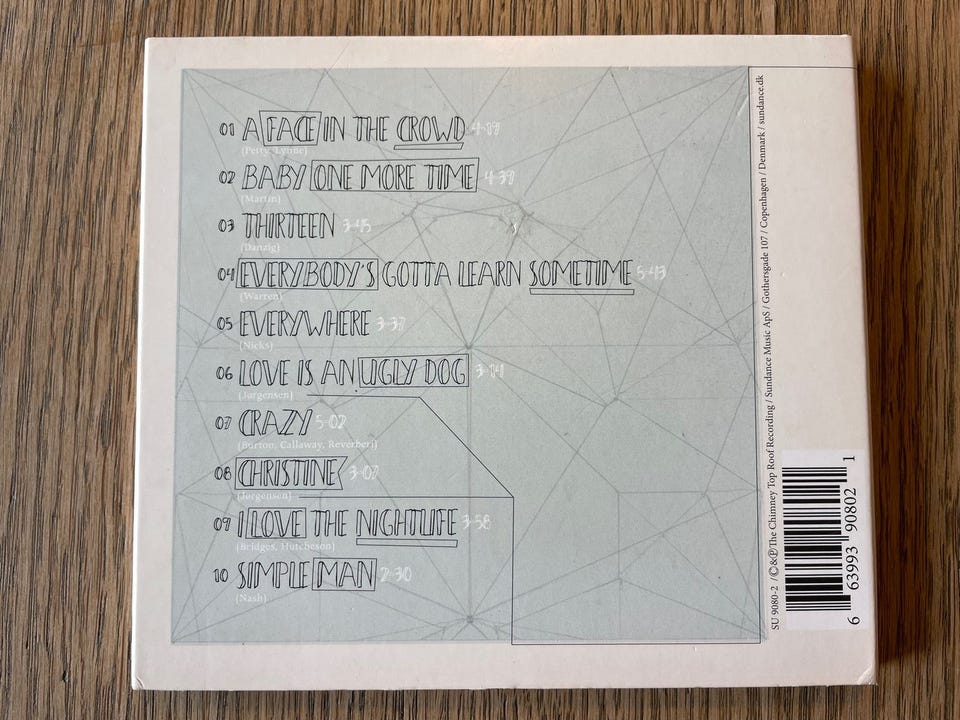 01 A FACE IN THE CROWD 4-19
(Petty, Lynne)
02 BABY ONE MORE TIME 4-39
(Martin)
03 THIRTEEN 3-45
(Danzig)
04 EVERYBODY'S GOTTA LEARN SOMETIME 5-43
(Warren)
05 EVERYWHERE 3-37
(Nicks)
06 LOVE IS AN UGLY DOG
(Jørgensen)
07 CRAZY 5-02
(Burton, Callaway, Reverberi)
08 CHRISTINE 3-07
(Jørgensen)
09 I LOVE THE NIGHTLIFE 3-58
(Bridges, Hutcheson)
10 SIMPLE MAN 2-30
(Nash)
SU 9080-2 / ©&℗The Chimney Top Roof Recording / Sundance Music ApS / Gothersgade 107 / Copenhagen / Denmark / sundance.dk
6 63993 90802 1